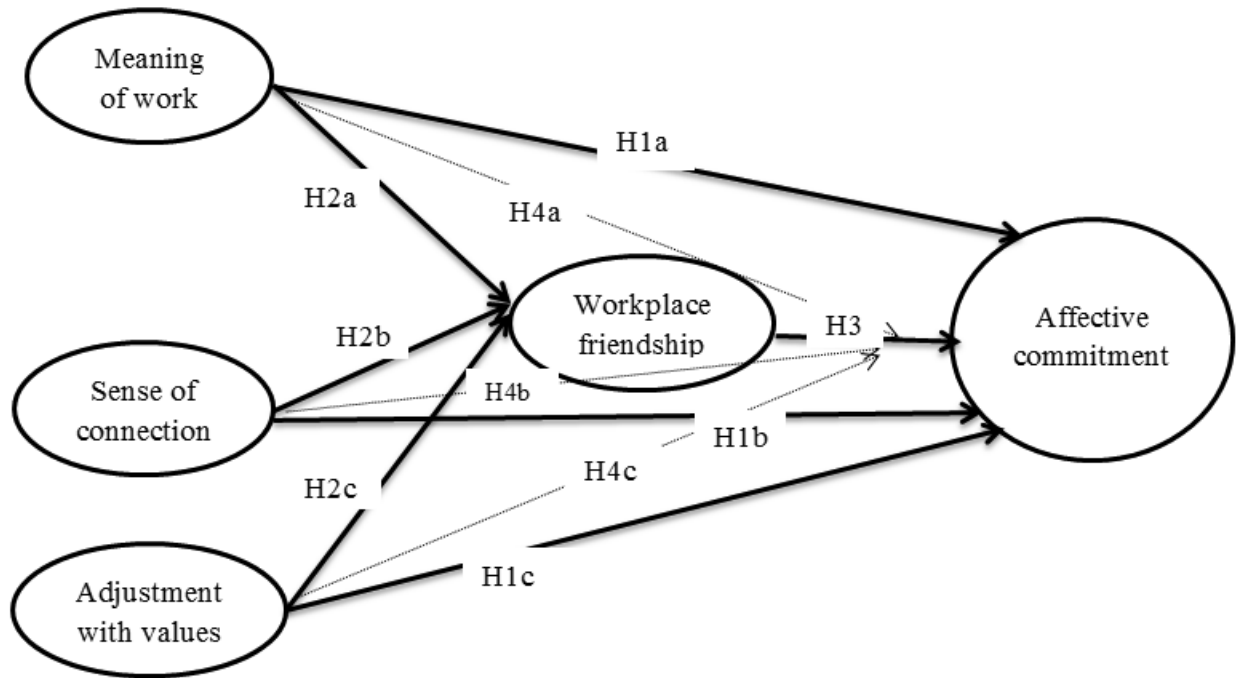 Meaning
of work
H1a
H2a
H4a
Workplace
friendship
H3
Affective
commitment
H2b
Sense of
connection
H4b
H1b
H2c
H4c
Adjustment
with values
H1c